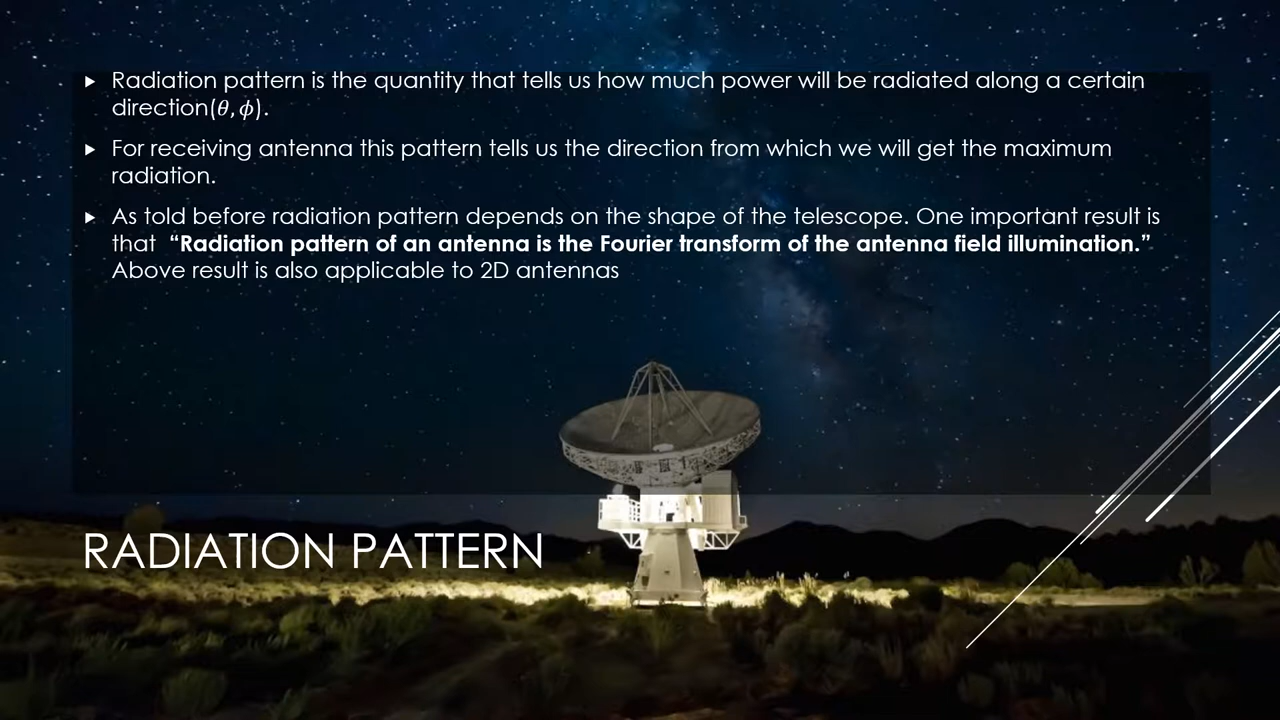 Radiation pattern is the quantity that tells us how much power will be radiated along a certain
direction(θ, ϕ).
For receiving antenna this pattern tells us the direction from which we will get the maximum
radiation.
As told before radiation pattern depends on the shape of the telescope. One important result is
that “Radiation pattern of an antenna is the Fourier transform of the antenna field illumination.”
Above result is also applicable to 2D antennas
RADIATION PATTERN